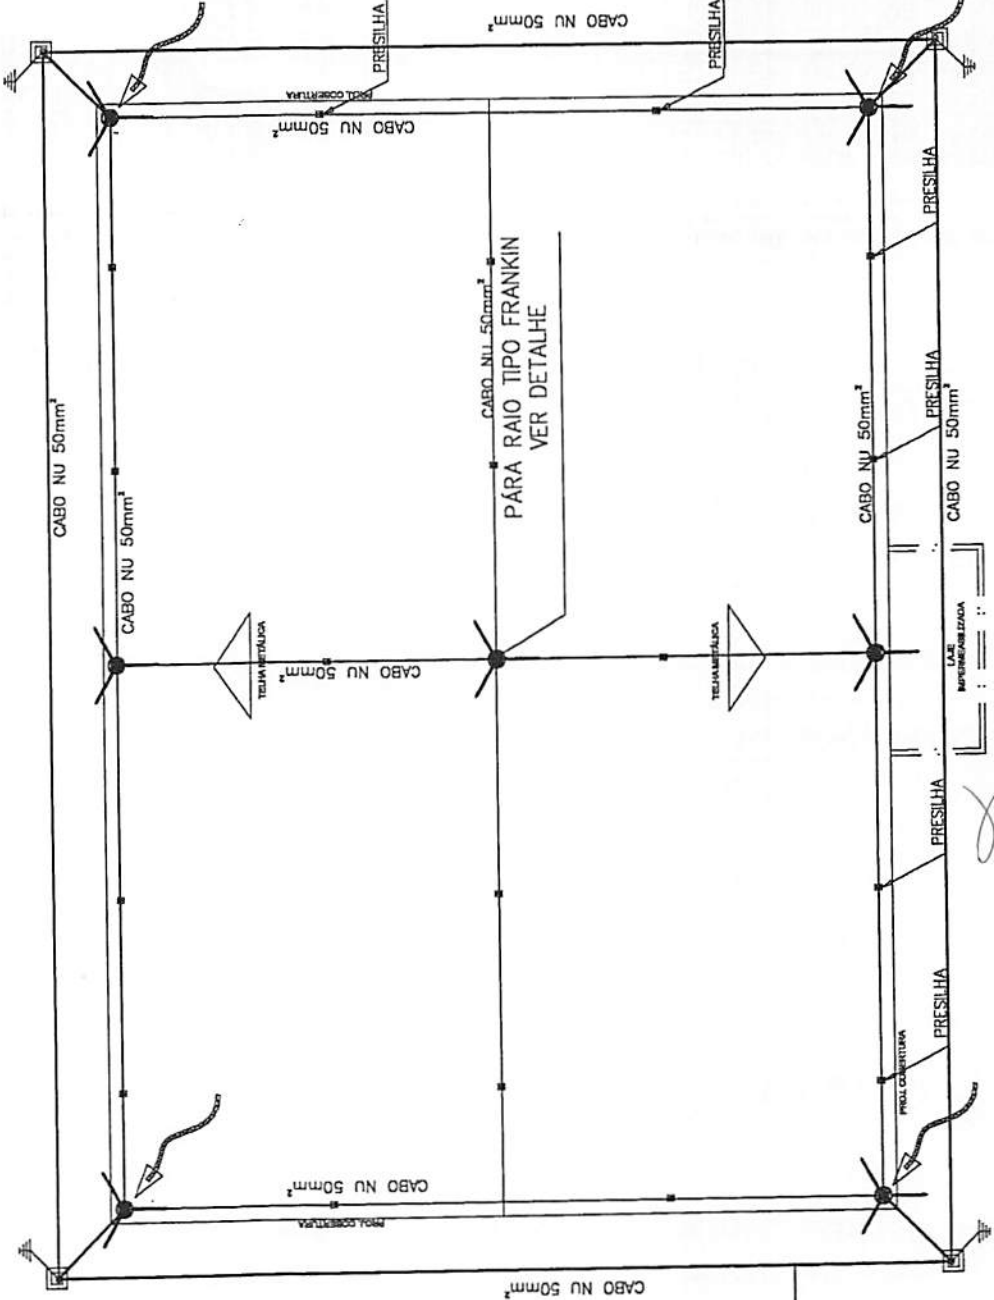 CABO NU 50mm²
PRESILHA
PRESILHA
PROJ. COBERTURA
CABO NU 50mm²
PRESILHA
CABO NU 50mm²
CABO NU 50mm²
CABO NU 50mm²
PÁRA RAIO TIPO FRANKIN
VER DETALHE
PRESILHA
CABO NU 50mm²
CABO NU 50mm²
TELHA METÁLICA
CABO NU 50mm²
TELHA METÁLICA
LAJE
IMPERMEABILIZADA
PRESILHA
PRESILHA
PROJ. COBERTURA
CABO NU 50mm²
PROJ. COBERTURA
CABO NU 50mm²